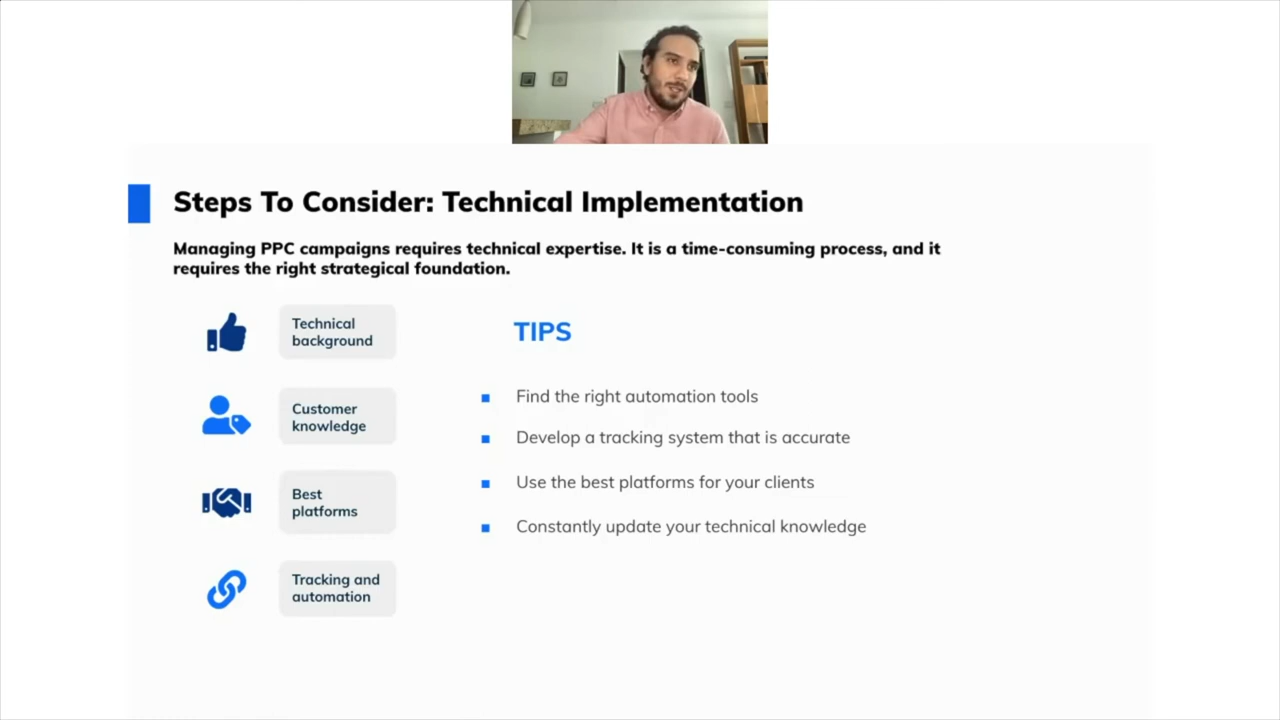 Steps To Consider: Technical Implementation
Managing PPC campaigns requires technical expertise. It is a time-consuming process, and it
requires the right strategical foundation.
Technical
background
Customer
knowledge
Best
platforms
Tracking and
automation
TIPS
Find the right automation tools
Develop a tracking system that is accurate
Use the best platforms for your clients
Constantly update your technical knowledge